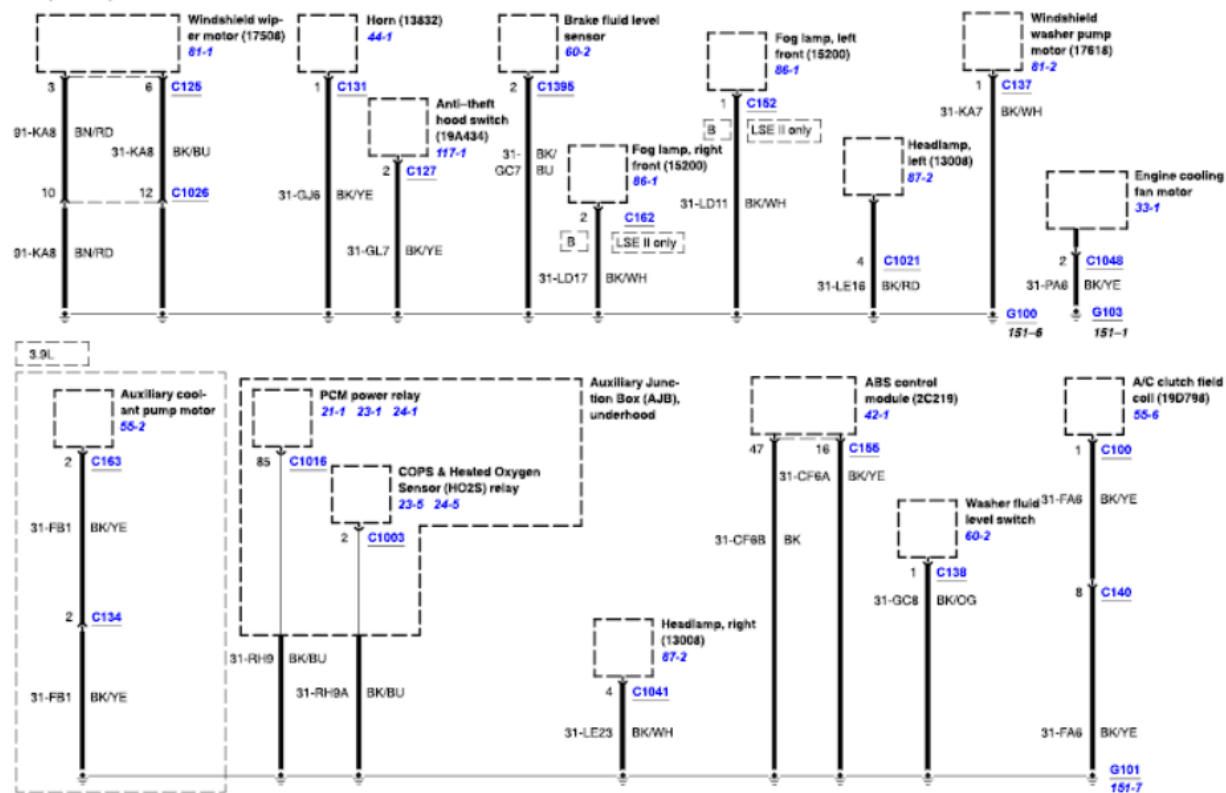 Windshield wip-
er motor (17508)
81-1
3
6
C125
91-KA8
BN/RD
31-KA8
BK/BU
10
12
C1026
91-KA8
BN/RD
Horn (13832)
44-1
1
C131
31-GJ6
BK/YE
Anti-theft
hood switch
(19A434)
117-1
2
C127
31-GL7
BK/YE
Brake fluid level
sensor
60-2
2
C1395
31-
GC7
BK/
BU
Fog lamp, right
front (15200)
86-1
2
C162
B
LSE II only
31-LD17
BK/WH
Fog lamp, left
front (15200)
86-1
1
C152
B
LSE II only
31-LD11
BK/WH
Headlamp,
left (13008)
87-2
4
C1021
31-LE16
BK/RD
Windshield
washer pump
motor (17618)
81-2
1
C137
31-KA7
BK/WH
G100
151-6
Engine cooling
fan motor
33-1
2
C1048
31-PA6
BK/YE
G103
151-1
3.9L
Auxiliary cool-
ant pump motor
55-2
2
C163
31-FB1
BK/YE
2
C134
31-FB1
BK/YE
PCM power relay
21-1 23-1 24-1
85
C1016
COPS & Heated Oxygen
Sensor (HO2S) relay
23-5 24-5
2
C1003
Auxiliary Junc-
tion Box (AJB),
underhood
31-RH9
BK/BU
31-RH9A
BK/BU
Headlamp, right
(13008)
87-2
4
C1041
31-LE23
BK/WH
ABS control
module (2C219)
42-1
47
16
C155
31-CF6A
BK/YE
31-CF6B
BK
Washer fluid
level switch
60-2
1
C138
31-GC8
BK/OG
A/C clutch field
coil (19D798)
55-6
1
C100
31-FA6
BK/YE
8
C140
31-FA6
BK/YE
G101
151-7